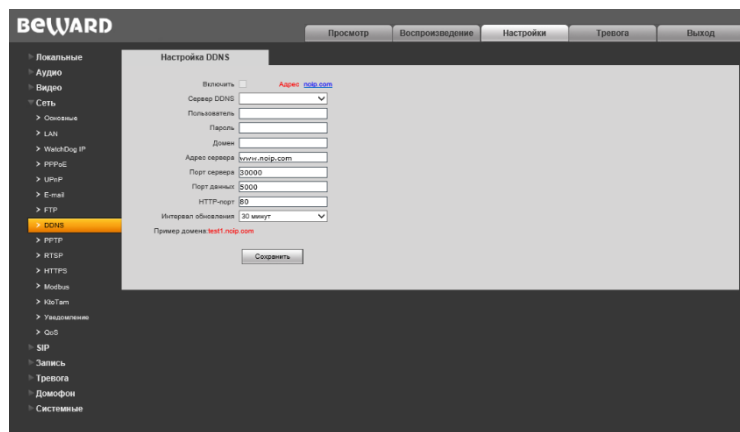 BEWARD
Просмотр Воспроизведение Настройки Тревога Выход
Локальные
Аудио
Видео
Сеть
Основные
LAN
WatchDog IP
PPPoE
UPnP
E-mail
FTP
DDNS
PPTP
RTSP
HTTPS
Modbus
КтоТам
Уведомление
QoS
SIP
Запись
Тревога
Домофон
Системные
Настройка DDNS
Включить Адрес noip.com
Сервер DDNS
Пользователь
Пароль
Домен
Адрес сервера www.noip.com
Порт сервера 30000
Порт данных 5000
HTTP-порт 80
Интервал обновления 30 минут
Пример домена:test1.noip.com
Сохранить